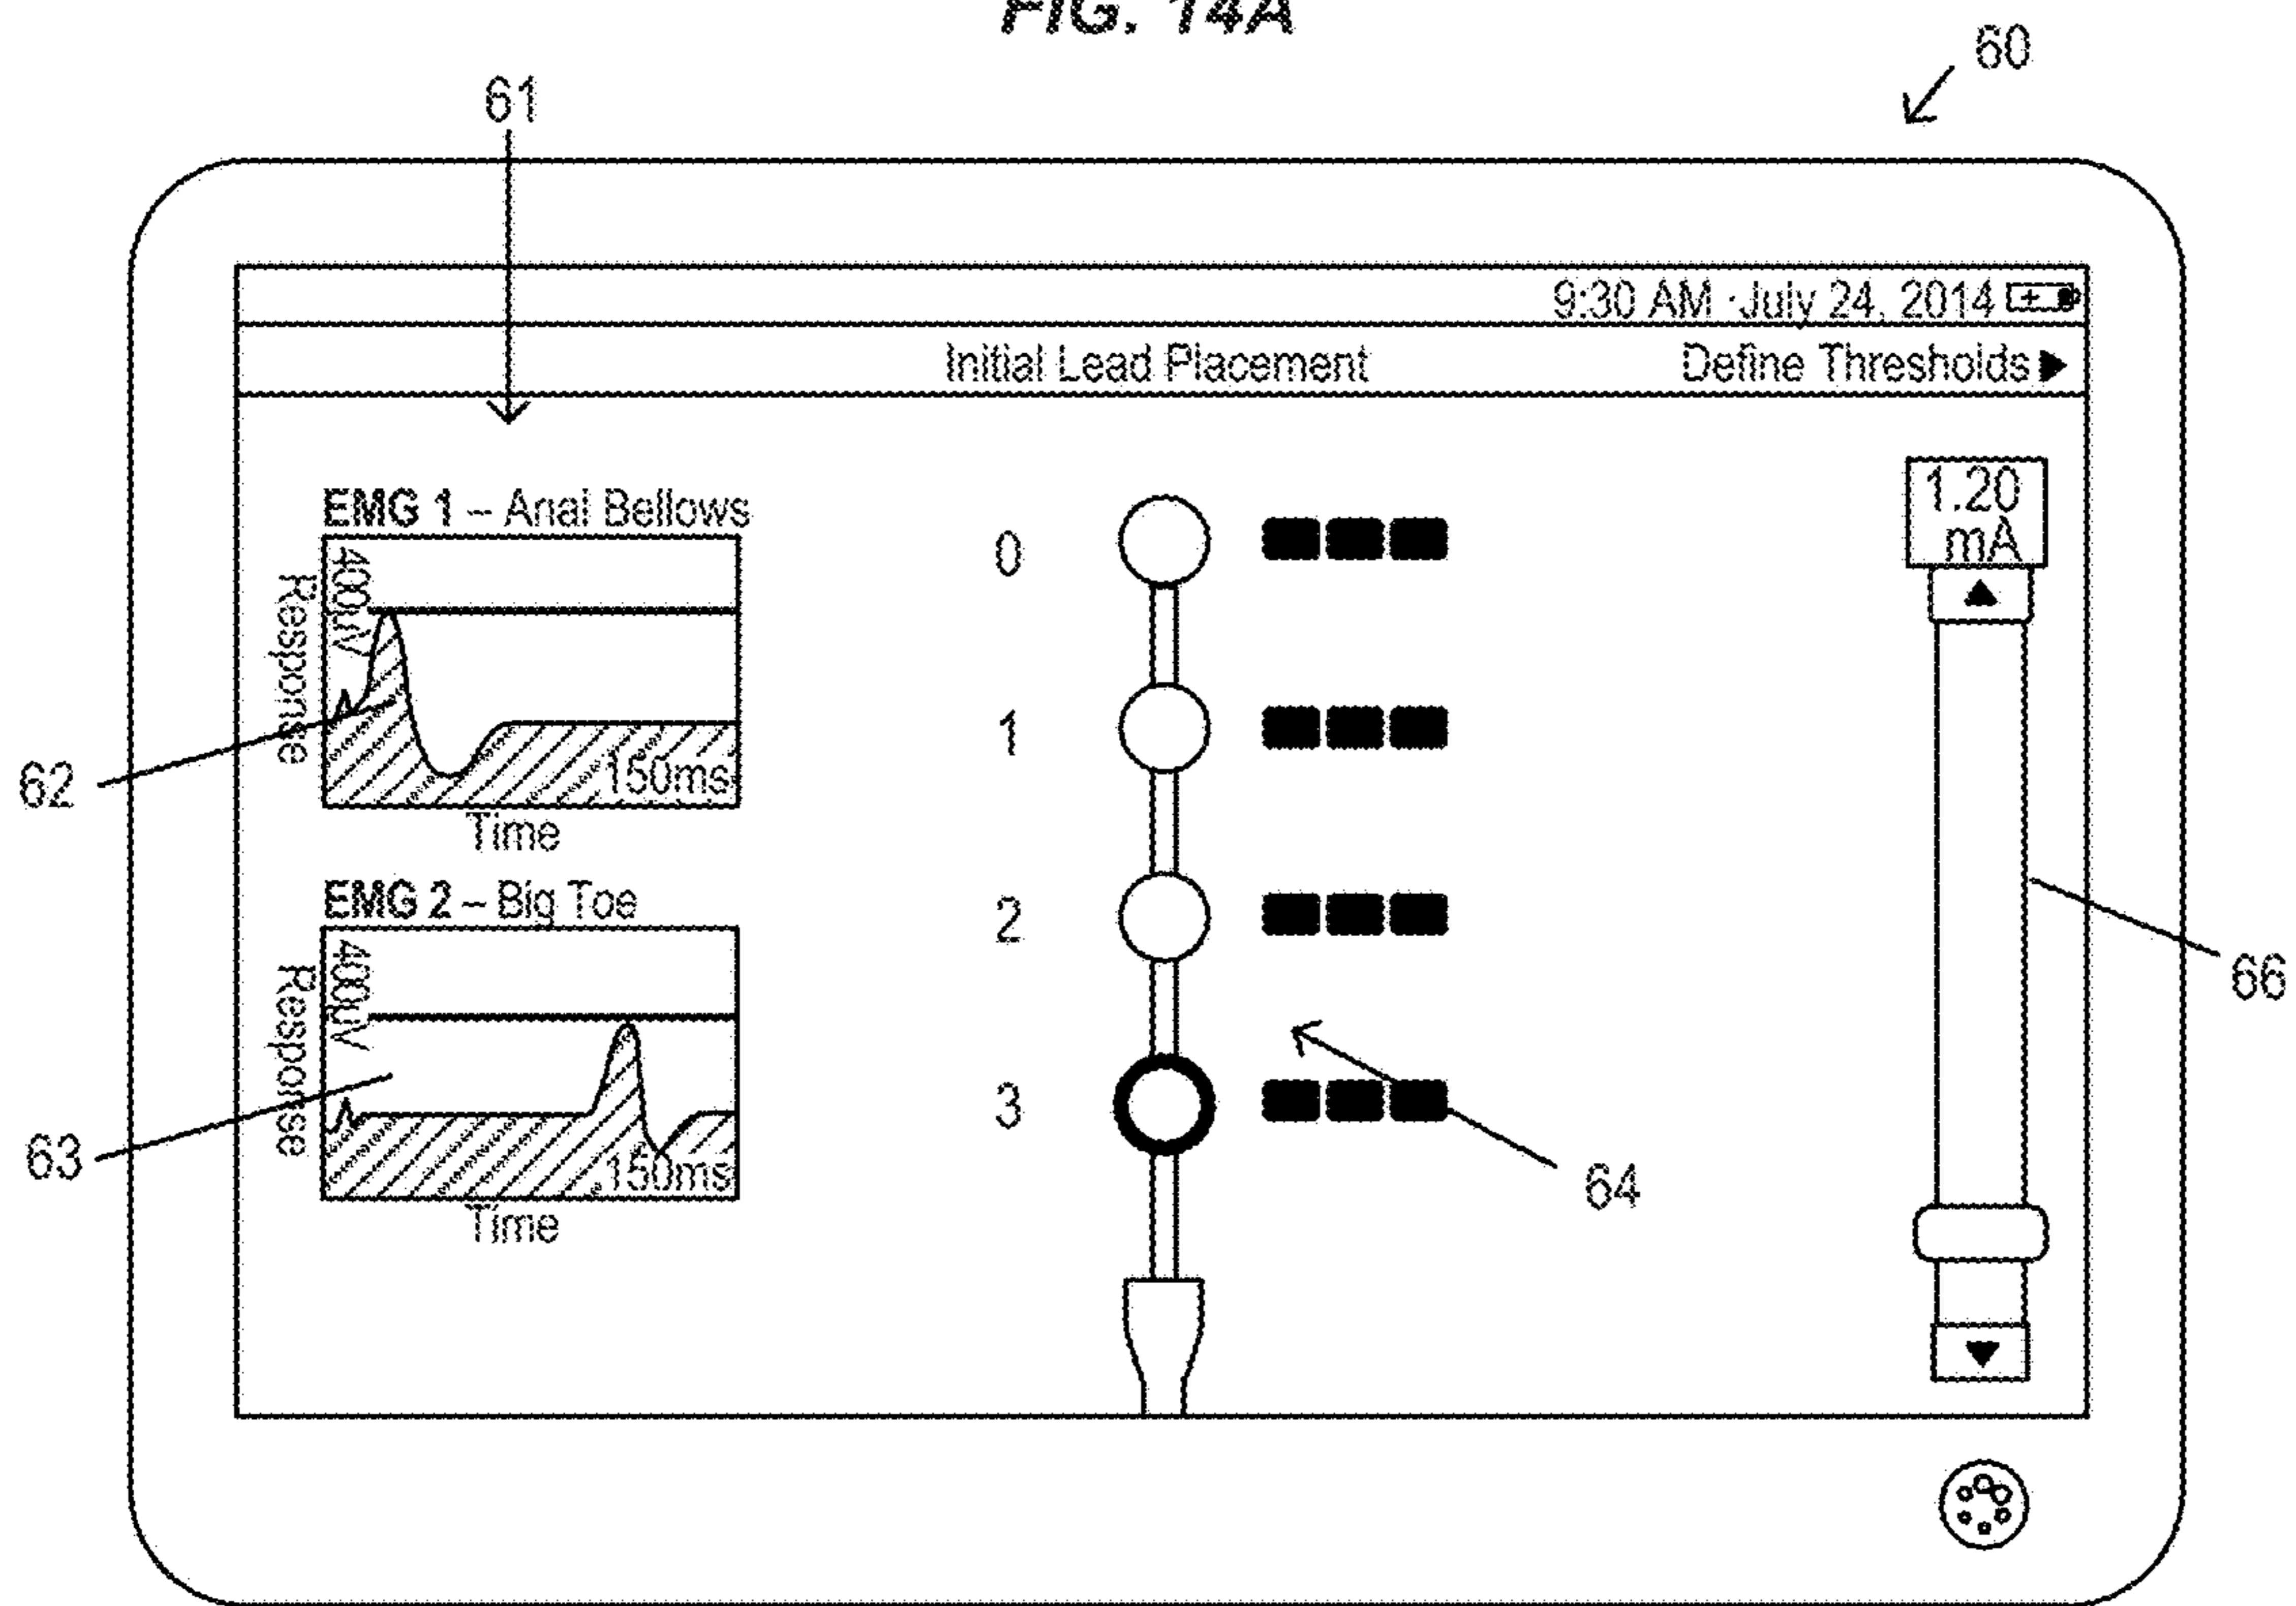 FIG. 14A
60
61
9:30 AM · July 24, 2014
Initial Lead Placement
Define Thresholds
EMG 1 – Anal Bellows
400µV
Response
150ms
Time
62
EMG 2 – Big Toe
400µV
Response
150ms
Time
63
0
1
2
3
64
1.20
mA
66